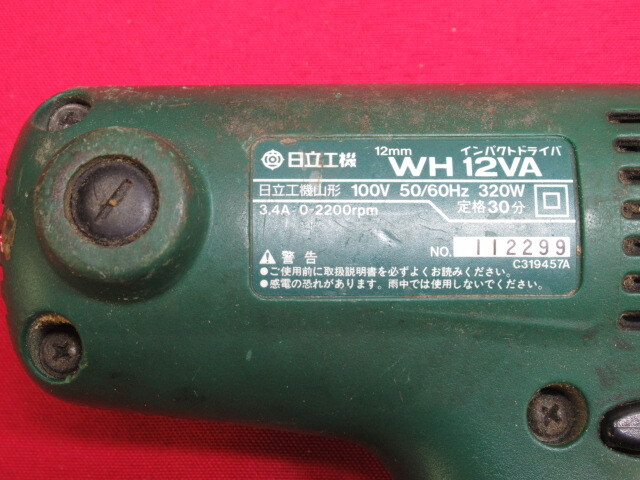 日立工機 12mm インパクトドライバ
WH 12VA
日立工機山形 100V 50/60Hz 320W
3.4A 0-2200rpm 定格30分
NO. 112299
C319457A
警告
●ご使用前に取扱説明書を必ずよくお読みください。
●感電の恐れがあります。雨中では使用しないでください。